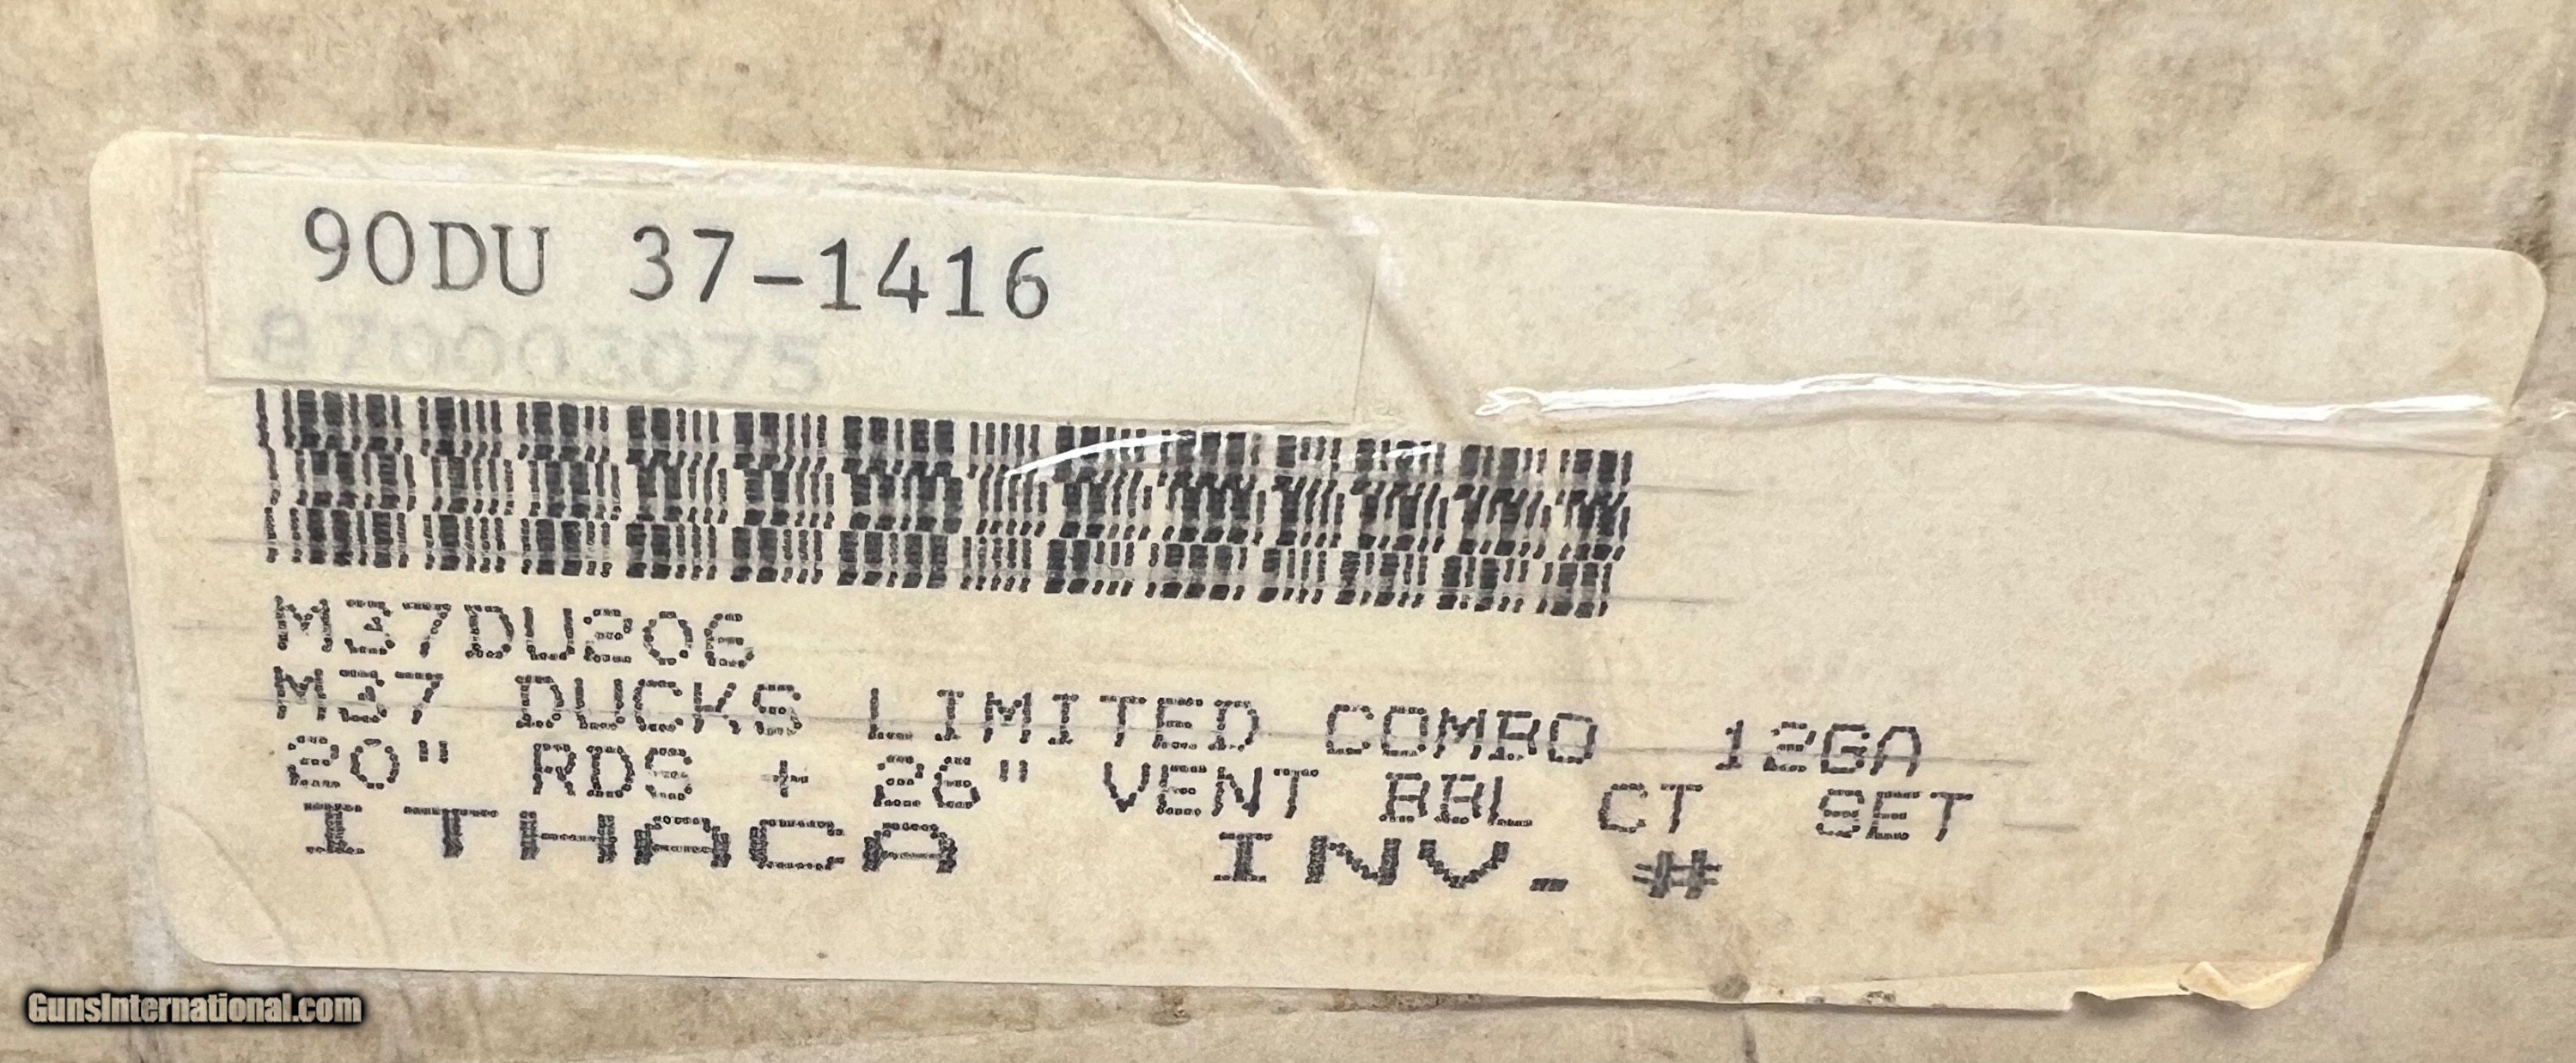 90DU 37-1416
870003075
M37DU206
M37 DUCKS LIMITED COMBO 12GA
20" RDS + 26" VENT BBL CT SET
ITHACA INV. #
GunsInternational.com